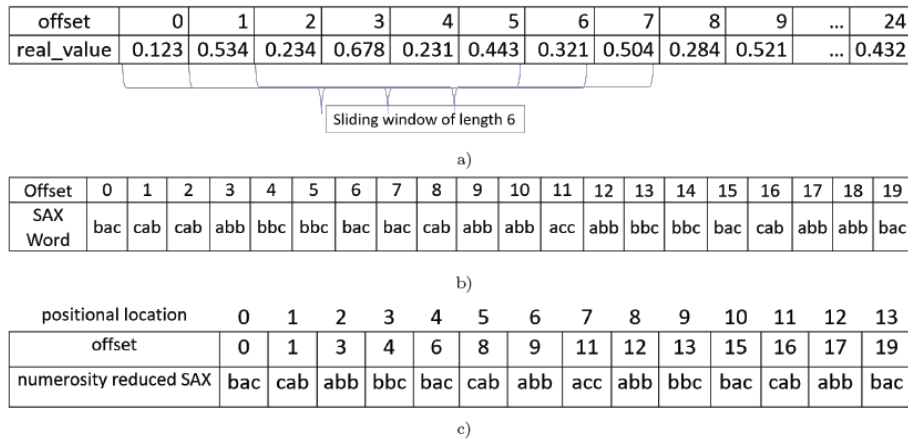 offset 0 1 2 3 4 5 6 7 8 9 ... 24
real_value 0.123 0.534 0.234 0.678 0.231 0.443 0.321 0.504 0.284 0.521 ... 0.432
Sliding window of length 6
a)
Offset 0 1 2 3 4 5 6 7 8 9 10 11 12 13 14 15 16 17 18 19
SAX
Word bac cab cab abb bbc bbc bac bac cab abb abb acc abb bbc bbc bac cab abb abb bac
b)
positional location 0 1 2 3 4 5 6 7 8 9 10 11 12 13
offset 0 1 3 4 6 8 9 11 12 13 15 16 17 19
numerosity reduced SAX bac cab abb bbc bac cab abb acc abb bbc bac cab abb bac
c)